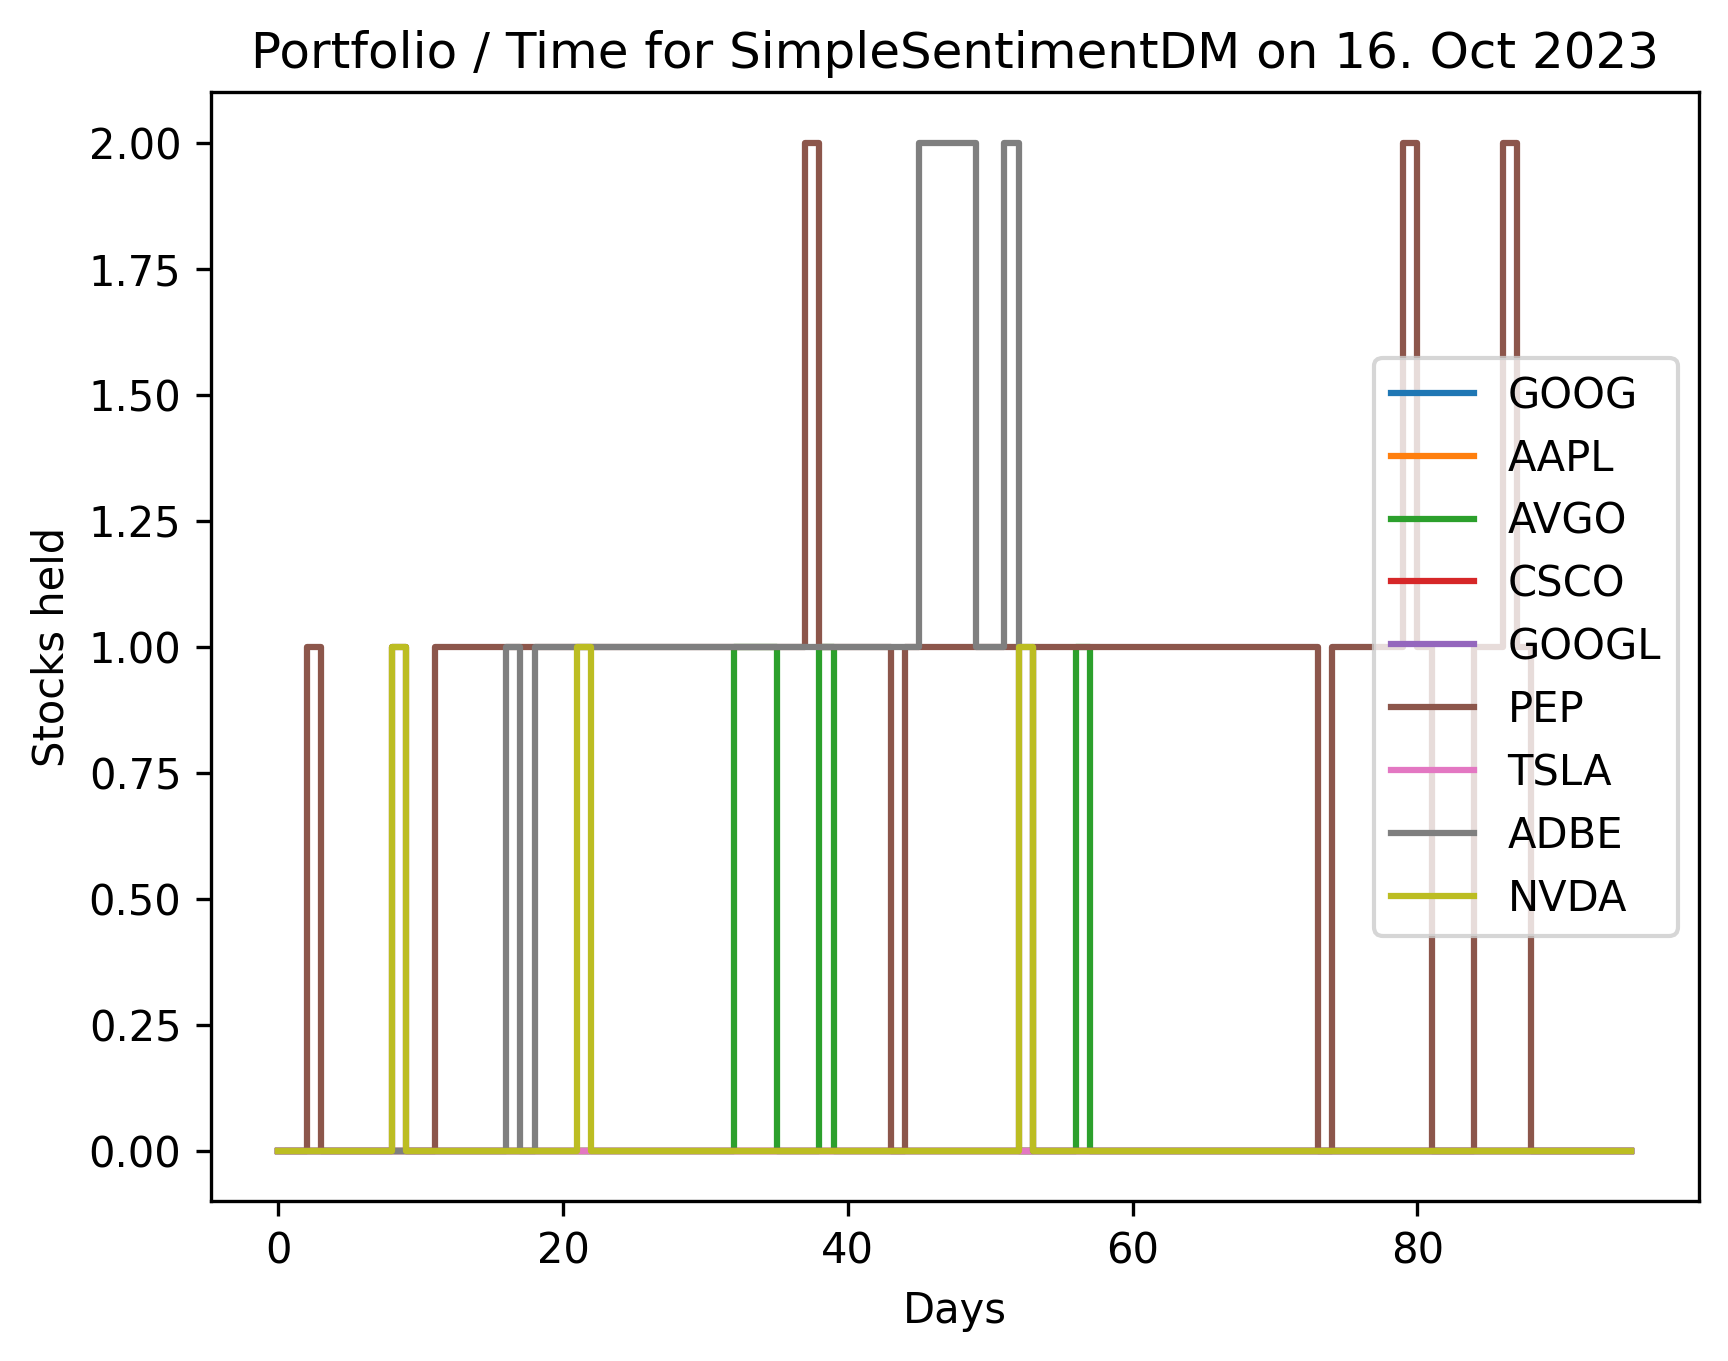 Portfolio / Time for SimpleSentimentDM on 16. Oct 2023
2.00
1.75
1.50
1.25
1.00
0.75
0.50
0.25
0.00
Stocks held
GOOG
AAPL
AVGO
CSCO
GOOGL
PEP
TSLA
ADBE
NVDA
0 20 40 60 80
Days